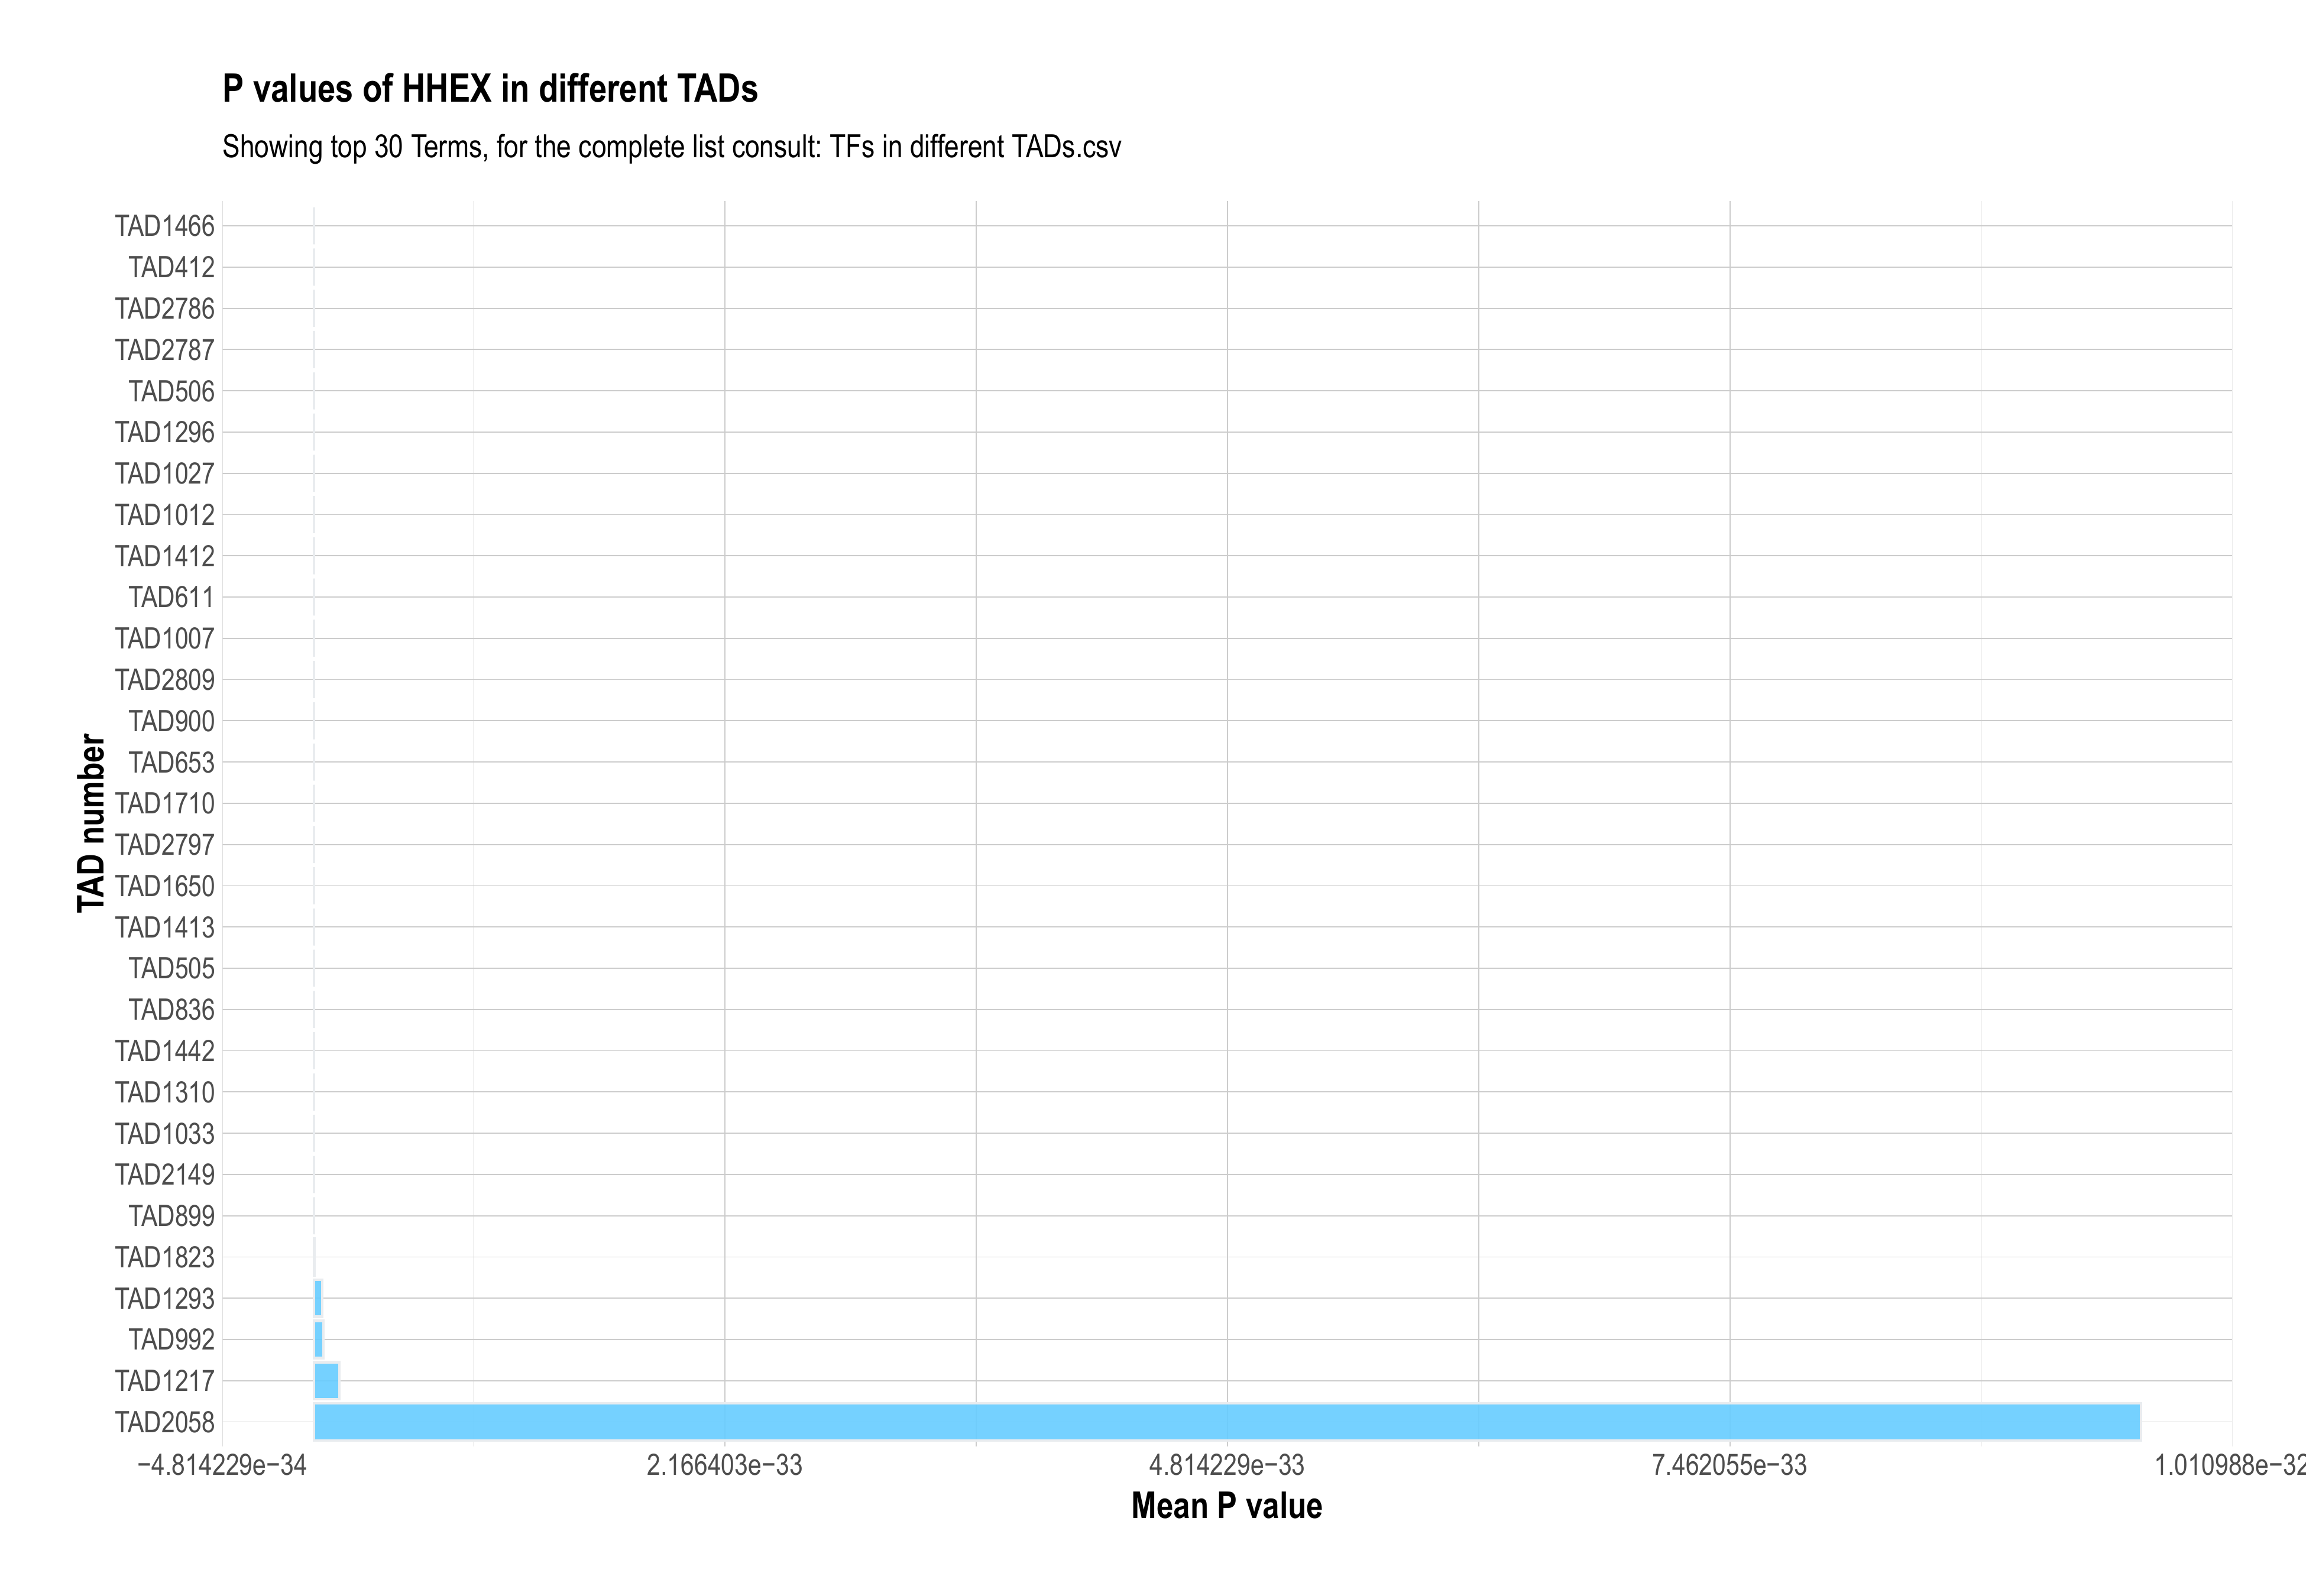 P values of HHEX in different TADs
Showing top 30 Terms, for the complete list consult: TFs in different TADs.csv
TAD number
TAD1466
TAD412
TAD2786
TAD2787
TAD506
TAD1296
TAD1027
TAD1012
TAD1412
TAD611
TAD1007
TAD2809
TAD900
TAD653
TAD1710
TAD2797
TAD1650
TAD1413
TAD505
TAD836
TAD1442
TAD1310
TAD1033
TAD2149
TAD899
TAD1823
TAD1293
TAD992
TAD1217
TAD2058
−4.814229e−34 2.166403e−33 4.814229e−33 7.462055e−33 1.010988e−32
Mean P value